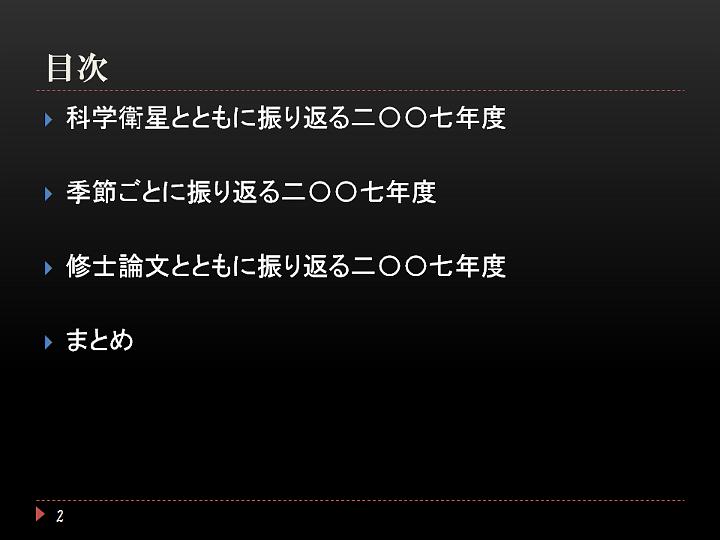 目次
科学衛星とともに振り返る二〇〇七年度
季節ごとに振り返る二〇〇七年度
修士論文とともに振り返る二〇〇七年度
まとめ
2